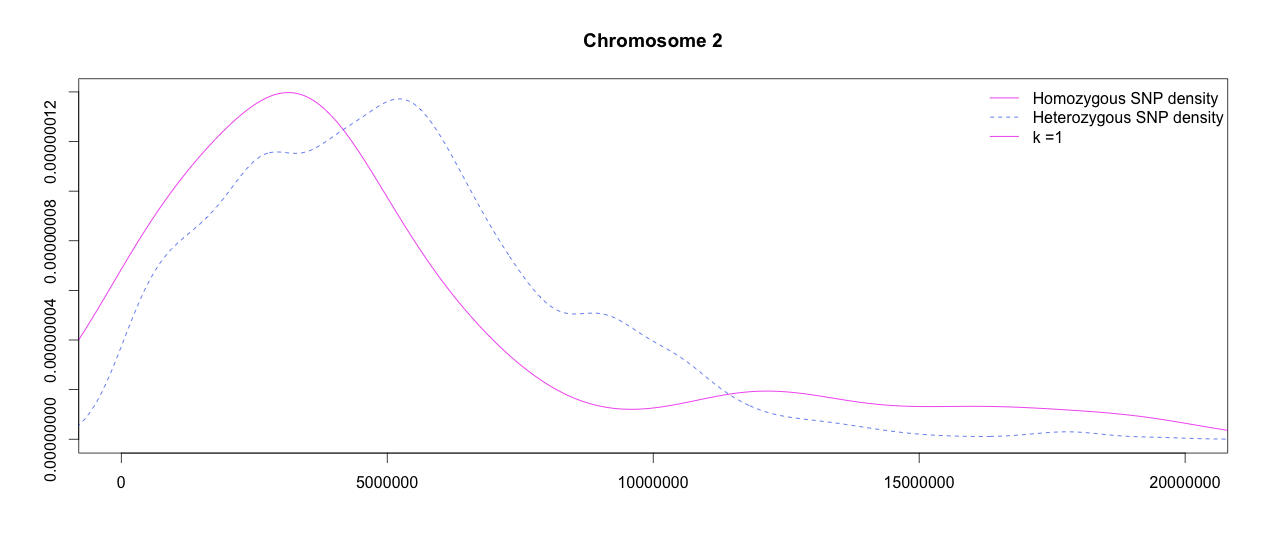 Chromosome 2
Homozygous SNP density
Heterozygous SNP density
k =1
0.00000012
0.00000008
0.00000004
0.00000000
0
5000000
10000000
15000000
20000000